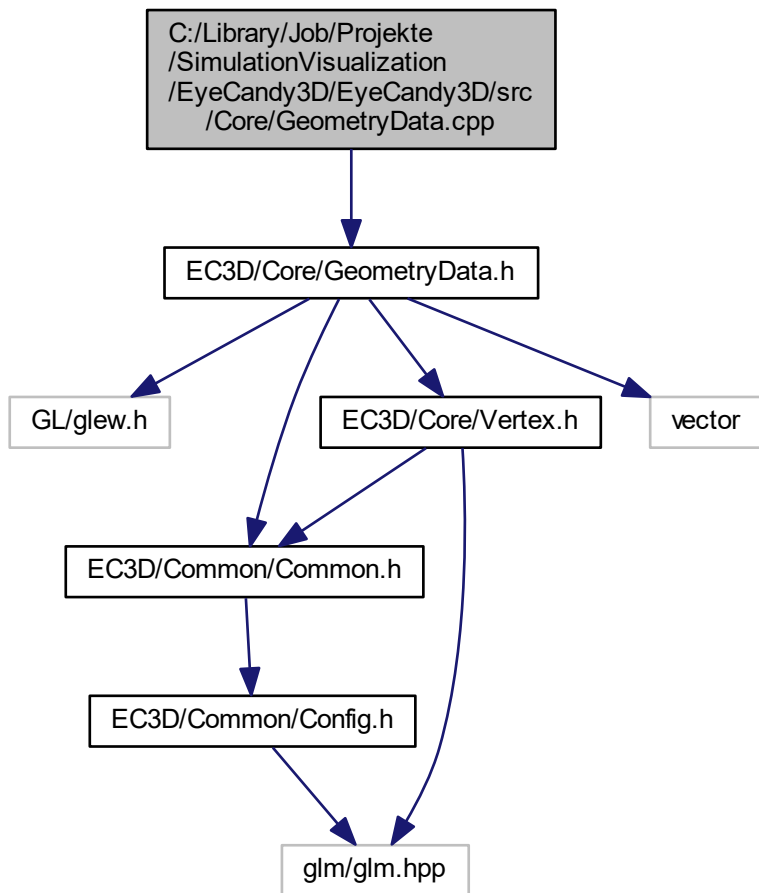 C:/Library/Job/Projekte
/SimulationVisualization
/EyeCandy3D/EyeCandy3D/src
/Core/GeometryData.cpp
EC3D/Core/GeometryData.h
GL/glew.h
EC3D/Core/Vertex.h
vector
EC3D/Common/Common.h
EC3D/Common/Config.h
glm/glm.hpp